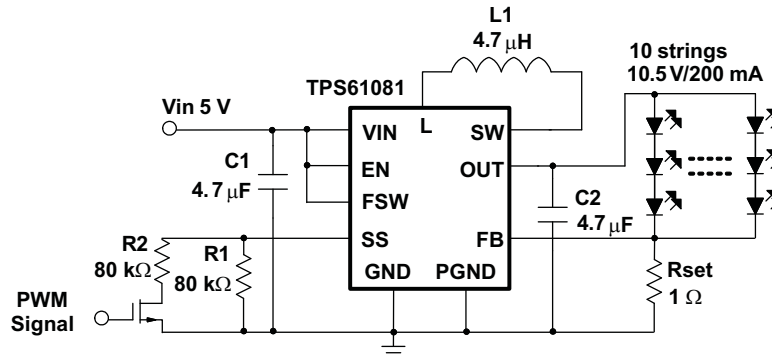 L1
4.7 μH
10 strings
10.5 V/200 mA
TPS61081
Vin 5 V
L
VIN
SW
EN
OUT
FSW
C1
4.7 μF
C2
4.7 μF
SS
FB
R2
80 kΩ
R1
80 kΩ
GND
PGND
Rset
1 Ω
PWM
Signal